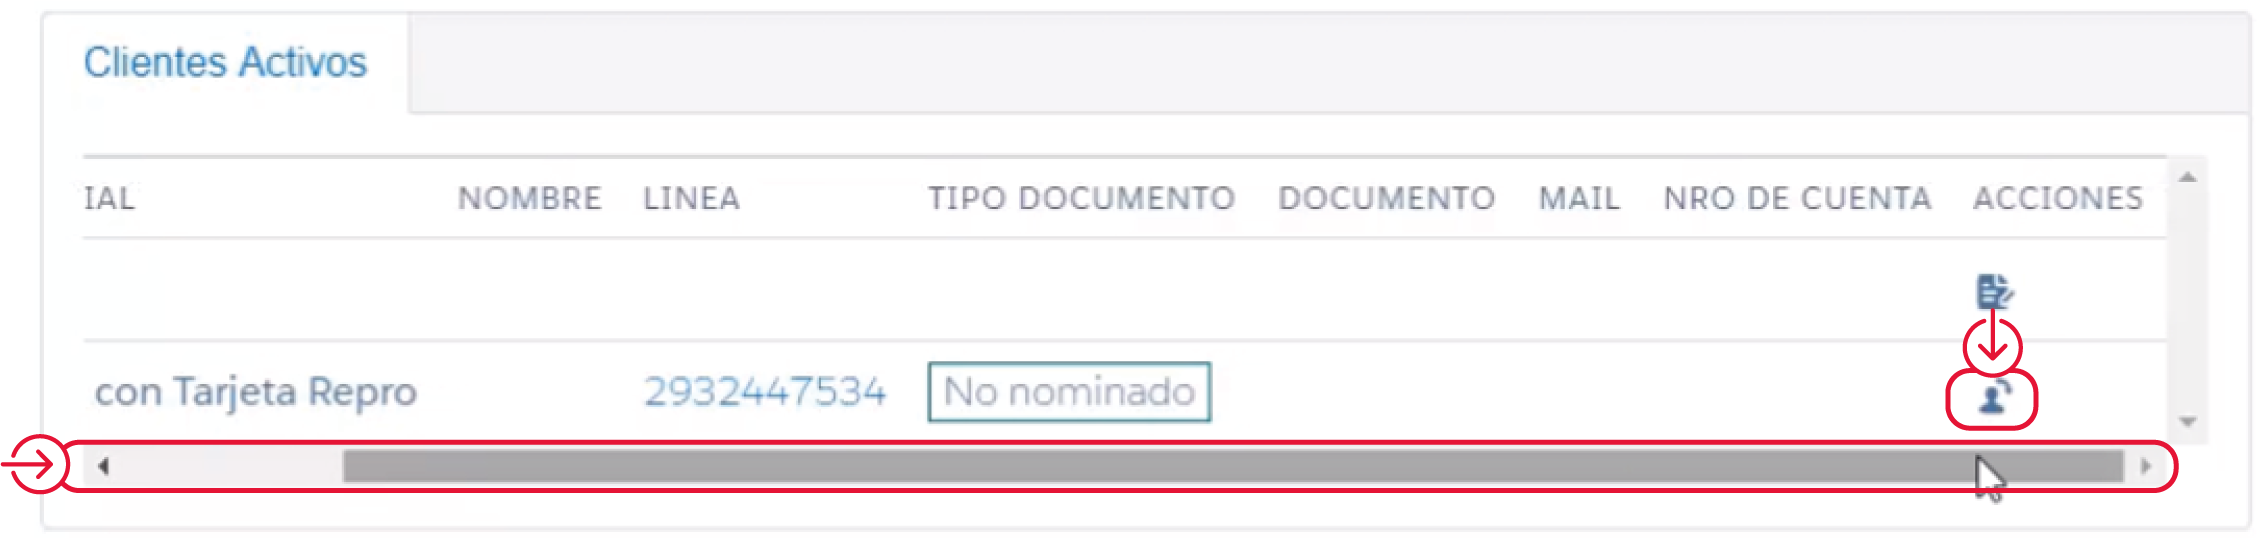 Clientes Activos
IAL NOMBRE LINEA TIPO DOCUMENTO DOCUMENTO MAIL NRO DE CUENTA ACCIONES
con Tarjeta Repro 2932447534 No nominado